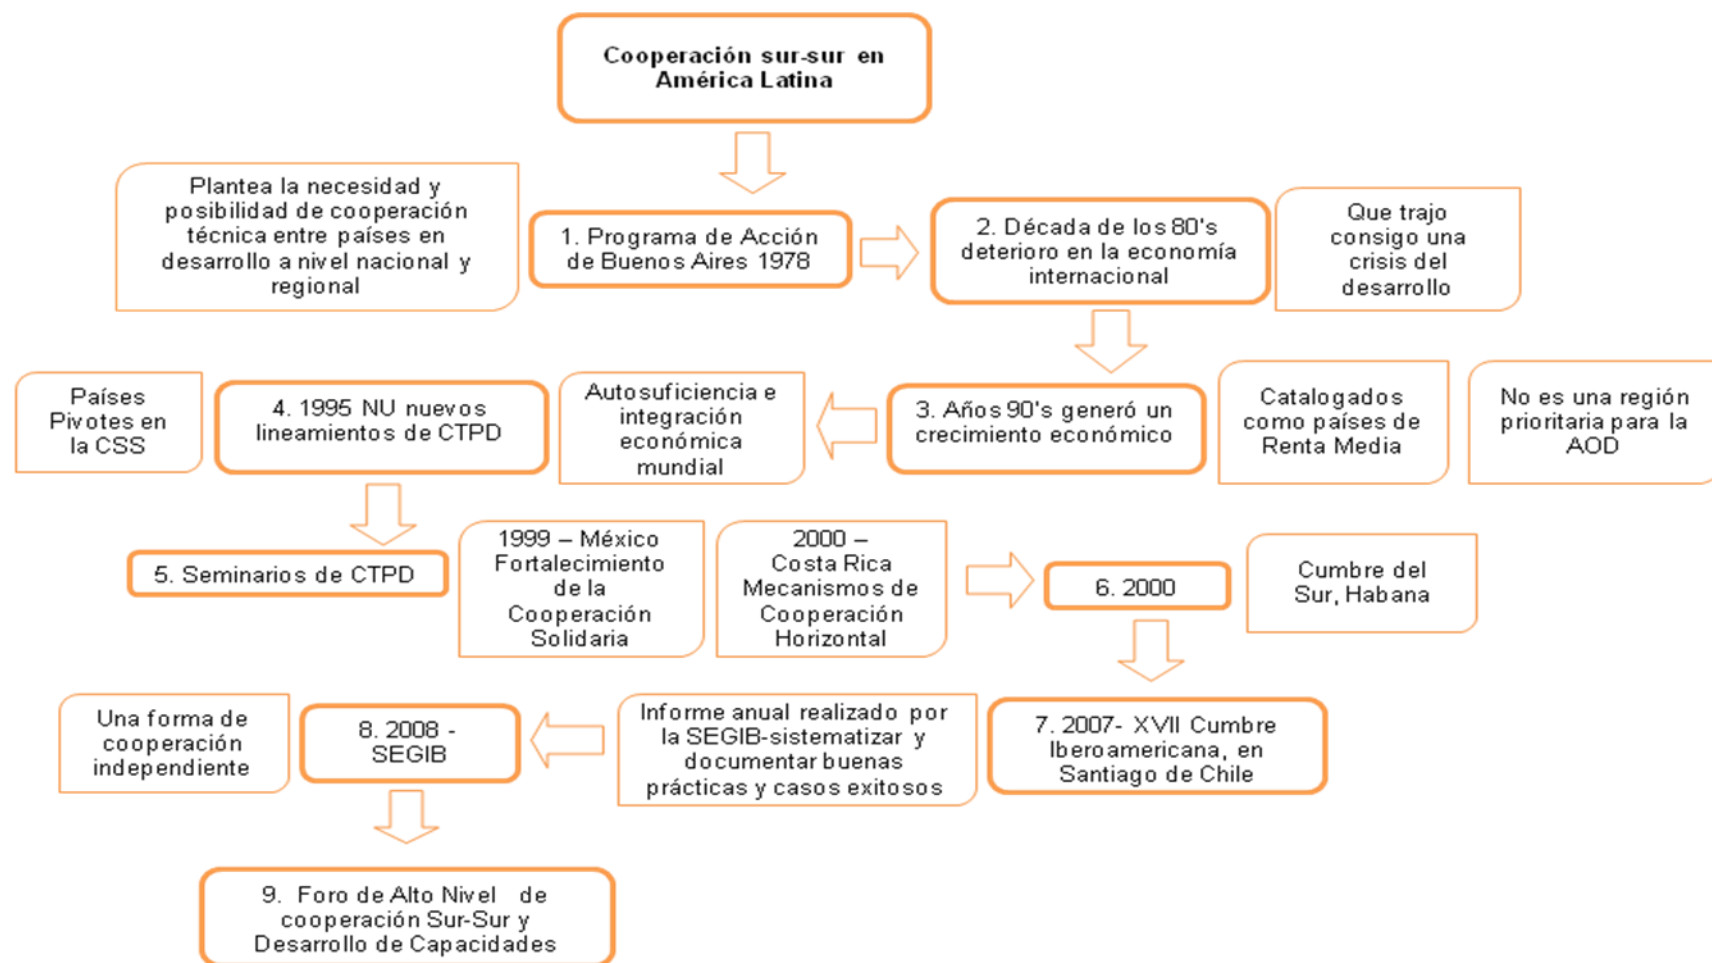 Cooperación sur-sur en
América Latina
Plantea la necesidad y
posibilidad de cooperación
técnica entre países en
desarrollo a nivel nacional y
regional
1. Programa de Acción
de Buenos Aires 1978
2. Década de los 80's
deterioro en la economía
internacional
Que trajo
consigo una
crisis del
desarrollo
Países
Pivotes en
la CSS
4. 1995 NU nuevos
lineamientos de CTPD
Autosuficiencia e
integración
económica
mundial
3. Años 90's generó un
crecimiento económico
Catalogados
como países de
Renta Media
No es una región
prioritaria para la
AOD
5. Seminarios de CTPD
1999 – México
Fortalecimiento
de la
Cooperación
Solidaria
2000 –
Costa Rica
Mecanismos de
Cooperación
Horizontal
6. 2000
Cumbre del
Sur, Habana
Una forma de
cooperación
independiente
8. 2008 -
SEGIB
Informe anual realizado por
la SEGIB-sistematizar y
documentar buenas
prácticas y casos exitosos
7. 2007- XVII Cumbre
Iberoamericana, en
Santiago de Chile
9. Foro de Alto Nivel de
cooperación Sur-Sur y
Desarrollo de Capacidades